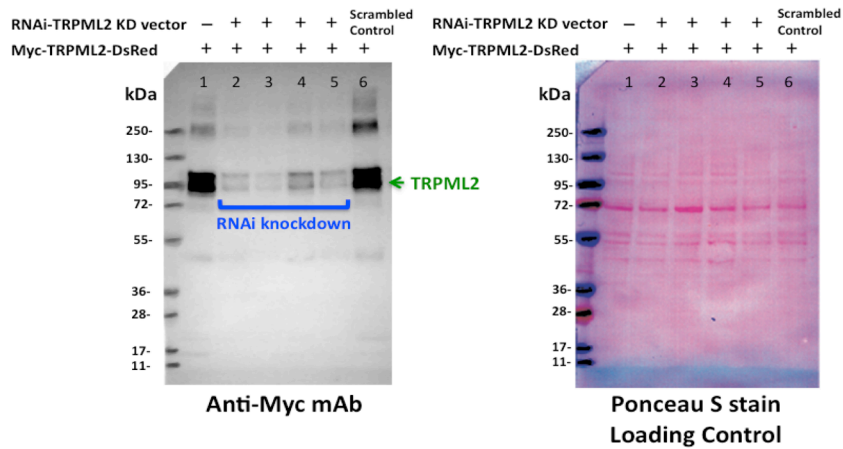 RNAi-TRPML2 KD vector − + + + + Scrambled Control
Myc-TRPML2-DsRed + + + + + +
kDa
1 2 3 4 5 6
250-
130-
95-
72-
55-
36-
28-
17-
11-
TRPML2
RNAi knockdown
Anti-Myc mAb
RNAi-TRPML2 KD vector − + + + + Scrambled Control
Myc-TRPML2-DsRed + + + + + +
kDa
1 2 3 4 5 6
250-
130-
95-
72-
55-
36-
28-
17-
11-
Ponceau S stain
Loading Control